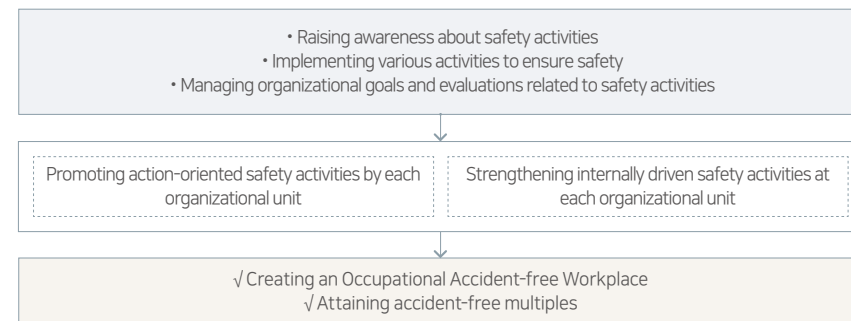 • Raising awareness about safety activities
• Implementing various activities to ensure safety
• Managing organizational goals and evaluations related to safety activities
Promoting action-oriented safety activities by each
organizational unit
Strengthening internally driven safety activities at
each organizational unit
√ Creating an Occupational Accident-free Workplace
√ Attaining accident-free multiples